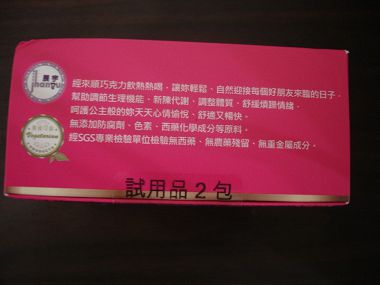 展宇
jhanyu
經來順巧克力飲熱熱喝，讓妳輕鬆、自然迎接每個好朋友來臨的日子。
幫助調節生理機能、新陳代謝、調整體質、舒緩煩躁情緒。
呵護公主般的妳天天心情愉悅、舒適又暢快。
無添加防腐劑、色素、西藥化學成分等原料。
經SGS專業檢驗單位檢驗無西藥、無農藥殘留、無重金屬成分。
Vegetarian
試用品2包